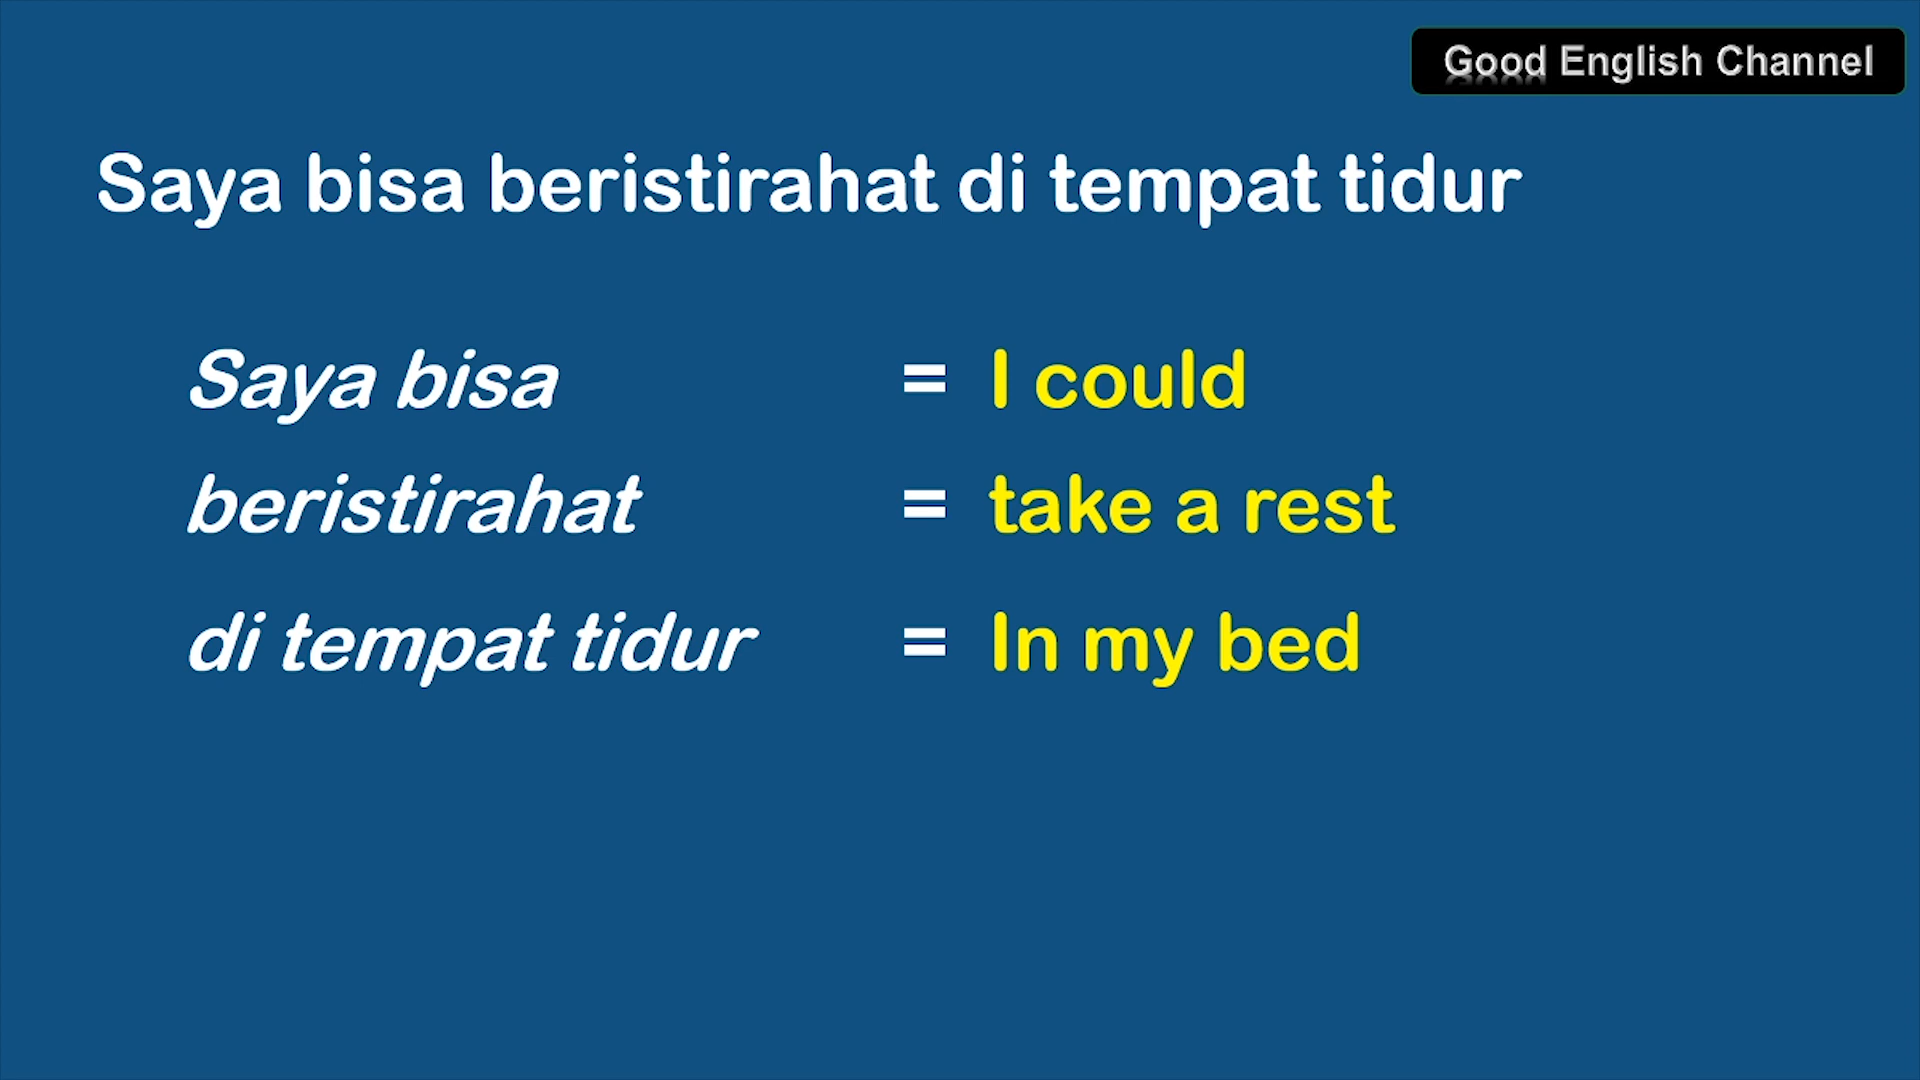 Good English Channel
Saya bisa beristirahat di tempat tidur
Saya bisa = I could
beristirahat = take a rest
di tempat tidur = In my bed